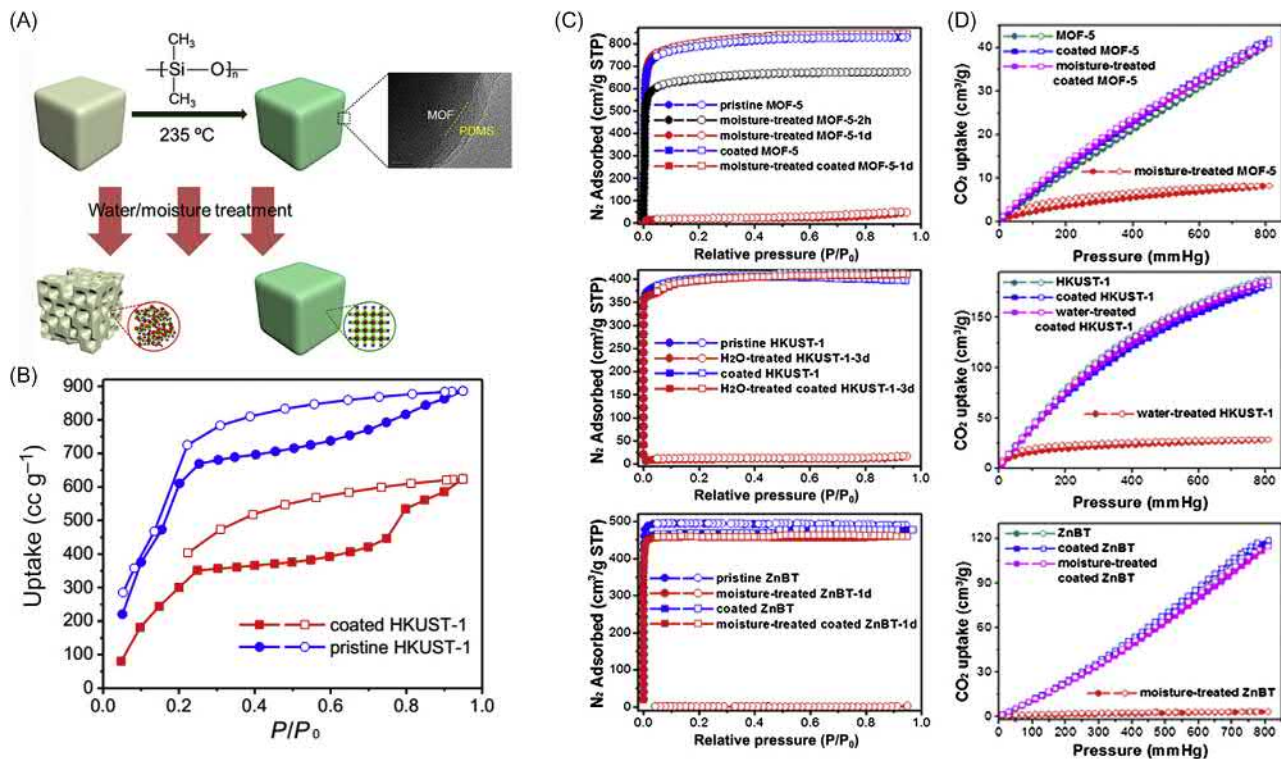 (A)
CH₃
Si
O
n
CH₃
235 ºC
MOF
PDMS
Water/moisture treatment
(B)
900
800
700
600
500
400
300
200
100
0
Uptake (cc g⁻¹)
coated HKUST-1
pristine HKUST-1
0.0
0.2
0.4
0.6
0.8
1.0
P/P₀
(C)
800
700
600
500
400
300
200
100
0
N₂ Adsorbed (cm³/g STP)
pristine MOF-5
moisture-treated MOF-5-2h
moisture-treated MOF-5-1d
coated MOF-5
moisture-treated coated MOF-5-1d
0.0
0.2
0.4
0.6
0.8
1.0
Relative pressure (P/P₀)
400
350
300
250
200
150
100
50
0
N₂ Adsorbed (cm³/g STP)
pristine HKUST-1
H₂O-treated HKUST-1-3d
coated HKUST-1
H₂O-treated coated HKUST-1-3d
0.0
0.2
0.4
0.6
0.8
1.0
Relative pressure (P/P₀)
500
400
300
200
100
0
N₂ Adsorbed (cm³/g STP)
pristine ZnBT
moisture-treated ZnBT-1d
coated ZnBT
moisture-treated coated ZnBT-1d
0.0
0.2
0.4
0.6
0.8
1.0
Relative pressure (P/P₀)
(D)
40
30
20
10
0
CO₂ uptake (cm³/g)
MOF-5
coated MOF-5
moisture-treated
coated MOF-5
moisture-treated MOF-5
0
200
400
600
800
Pressure (mmHg)
150
100
50
0
CO₂ uptake (cm³/g)
HKUST-1
coated HKUST-1
water-treated
coated HKUST-1
water-treated HKUST-1
0
200
400
600
800
Pressure (mmHg)
120
90
60
30
0
CO₂ uptake (cm³/g)
ZnBT
coated ZnBT
moisture-treated
coated ZnBT
moisture-treated ZnBT
0
100
200
300
400
500
600
700
800
Pressure (mmHg)